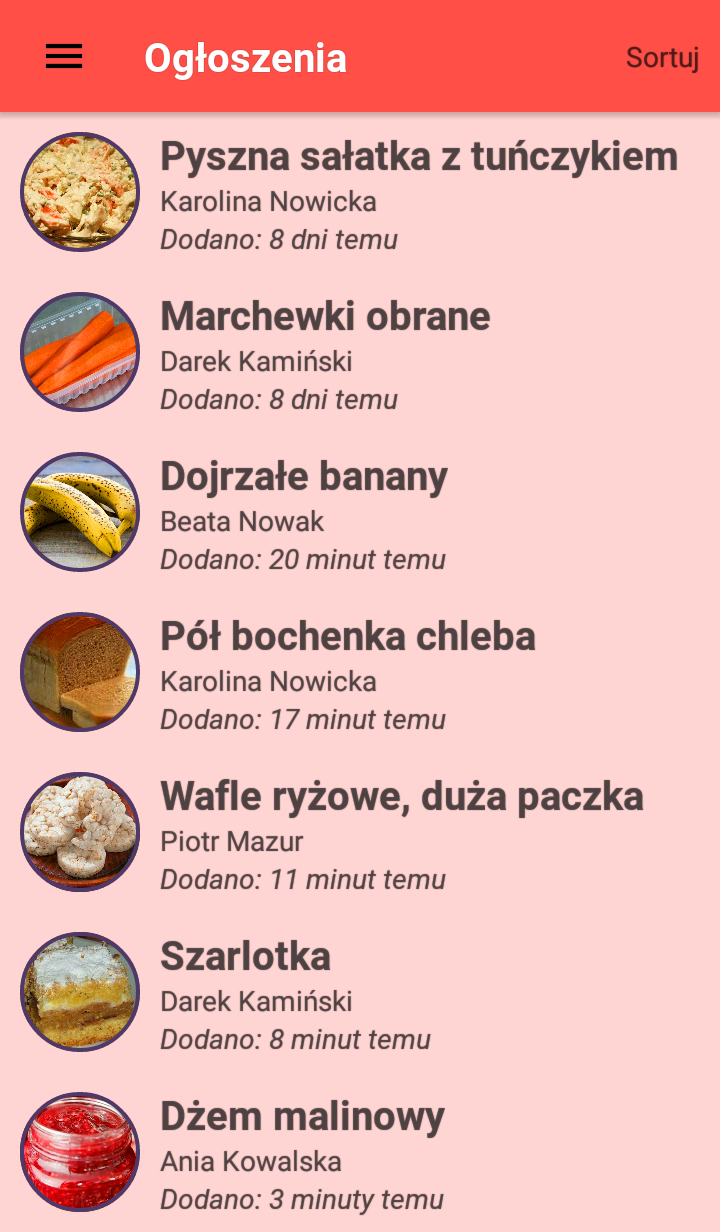 Ogłoszenia
Sortuj
Pyszna sałatka z tuńczykiem
Karolina Nowicka
Dodano: 8 dni temu
Marchewki obrane
Darek Kamiński
Dodano: 8 dni temu
Dojrzałe banany
Beata Nowak
Dodano: 20 minut temu
Pół bochenka chleba
Karolina Nowicka
Dodano: 17 minut temu
Wafle ryżowe, duża paczka
Piotr Mazur
Dodano: 11 minut temu
Szarlotka
Darek Kamiński
Dodano: 8 minut temu
Dżem malinowy
Ania Kowalska
Dodano: 3 minuty temu